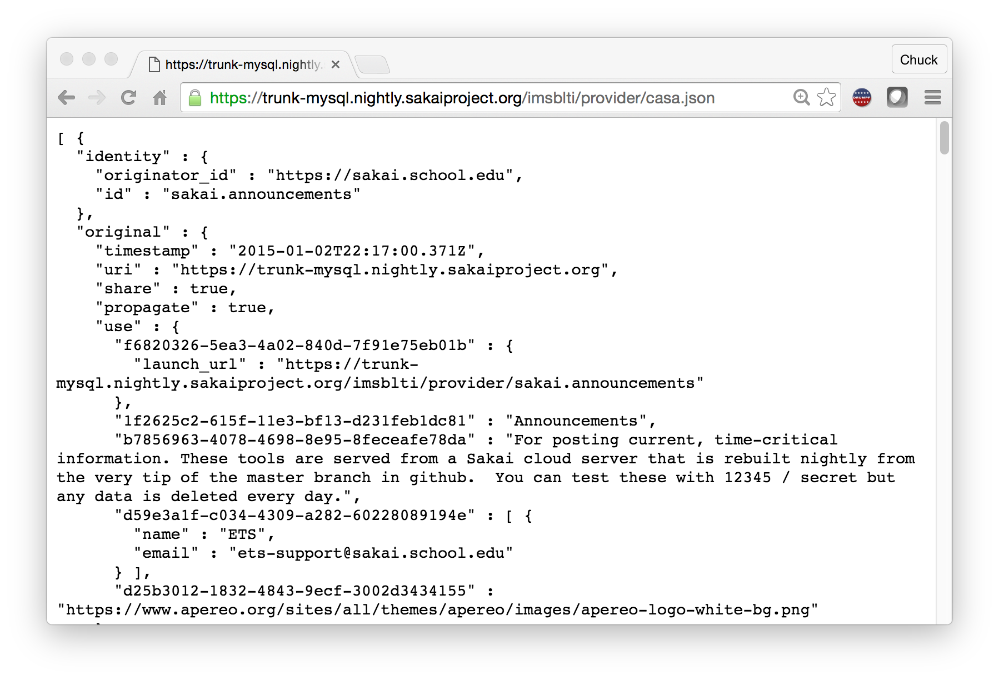 https://trunk-mysql.nightly.
Chuck
https://trunk-mysql.nightly.sakaiproject.org/imsblti/provider/casa.json
DRUMPF
[ {
  "identity" : {
    "originator_id" : "https://sakai.school.edu",
    "id" : "sakai.announcements"
  },
  "original" : {
    "timestamp" : "2015-01-02T22:17:00.371Z",
    "uri" : "https://trunk-mysql.nightly.sakaiproject.org",
    "share" : true,
    "propagate" : true,
    "use" : {
      "f6820326-5ea3-4a02-840d-7f91e75eb01b" : {
        "launch_url" : "https://trunk-
mysql.nightly.sakaiproject.org/imsblti/provider/sakai.announcements"
      },
      "1f2625c2-615f-11e3-bf13-d231feb1dc81" : "Announcements",
      "b7856963-4078-4698-8e95-8feceafe78da" : "For posting current, time-critical
information. These tools are served from a Sakai cloud server that is rebuilt nightly from
the very tip of the master branch in github.  You can test these with 12345 / secret but
any data is deleted every day.",
      "d59e3a1f-c034-4309-a282-60228089194e" : [ {
        "name" : "ETS",
        "email" : "ets-support@sakai.school.edu"
      } ],
      "d25b3012-1832-4843-9ecf-3002d3434155" :
"https://www.apereo.org/sites/all/themes/apereo/images/apereo-logo-white-bg.png"